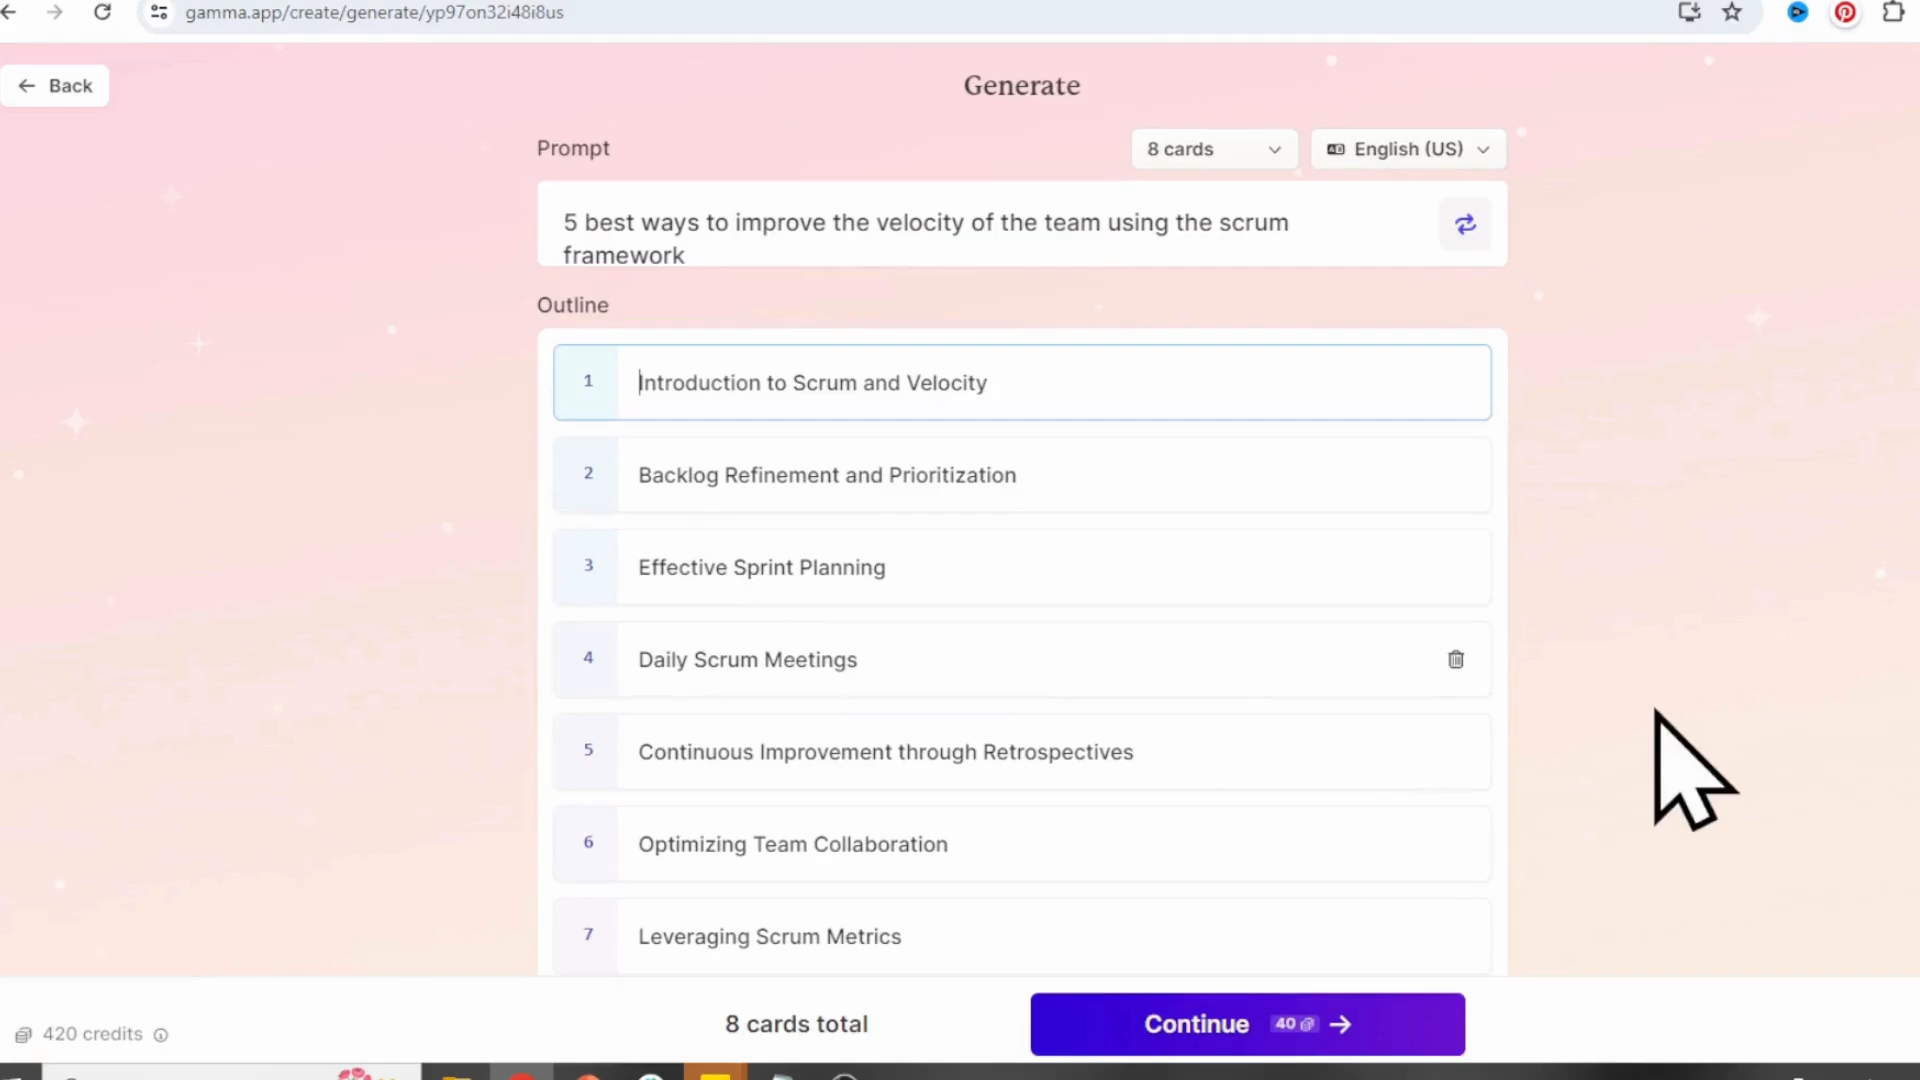 gamma.app/create/generate/yp97on32i48i8us
Back
Generate
Prompt
8 cards
English (US)
5 best ways to improve the velocity of the team using the scrum
framework
Outline
1
Introduction to Scrum and Velocity
2
Backlog Refinement and Prioritization
3
Effective Sprint Planning
4
Daily Scrum Meetings
5
Continuous Improvement through Retrospectives
6
Optimizing Team Collaboration
7
Leveraging Scrum Metrics
420 credits
8 cards total
Continue 40